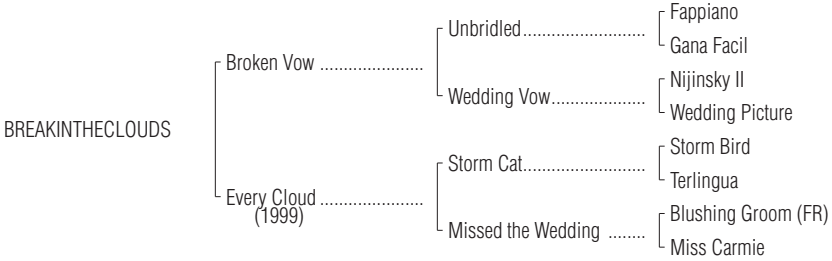 Fappiano
Unbridled..........................
Gana Facil
Broken Vow ......................
Nijinsky II
Wedding Vow....................
Wedding Picture
BREAKINTHECLOUDS
Storm Bird
Storm Cat..........................
Terlingua
Every Cloud ......................
(1999)
Blushing Groom (FR)
Missed the Wedding ........
Miss Carmie